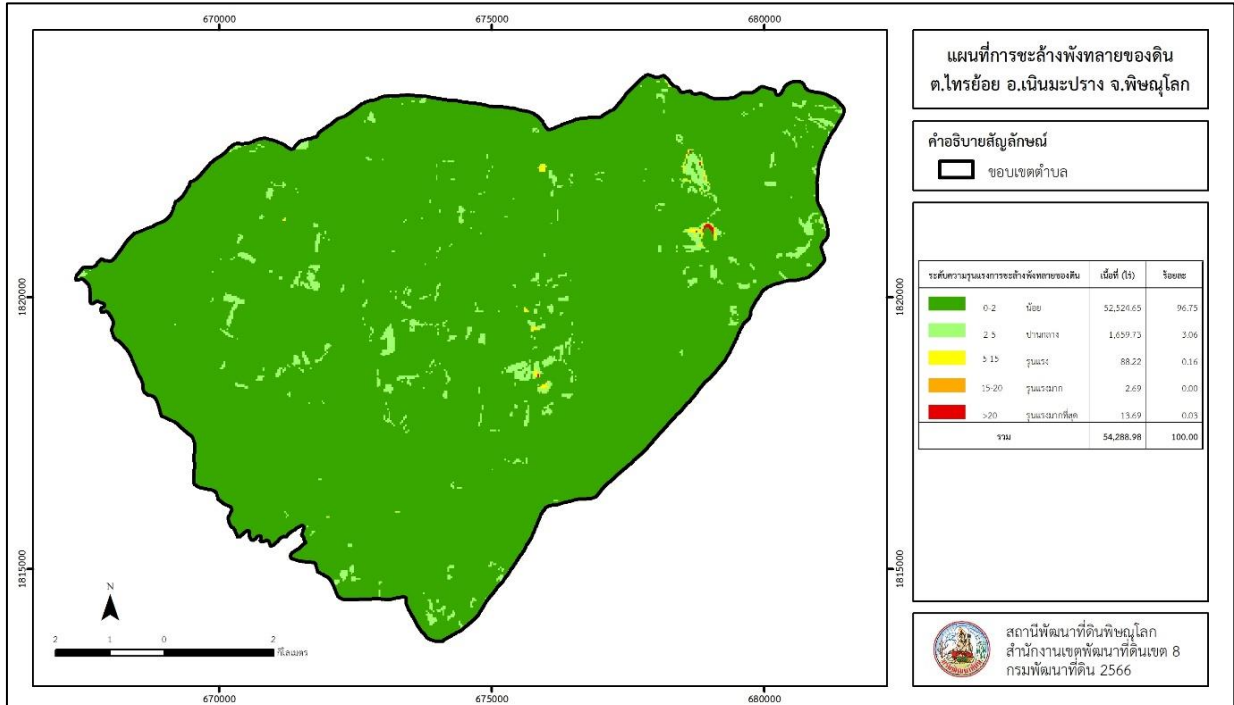 670000 675000 680000
แผนที่การชะล้างพังทลายของดิน
ต.ไทรย้อย อ.เนินมะปราง จ.พิษณุโลก
คำอธิบายสัญลักษณ์
ขอบเขตตำบล
ระดับความรุนแรงการชะล้างพังทลายของดิน เนื้อที่ (ไร่) ร้อยละ
0-2 น้อย 52,524.65 96.75
2-5 ปานกลาง 1,659.73 3.06
5-15 รุนแรง 88.22 0.16
15-20 รุนแรงมาก 2.69 0.00
>20 รุนแรงมากที่สุด 13.69 0.03
รวม 54,288.98 100.00
1820000 1820000
1815000 1815000
N
2 1 0 2
กิโลเมตร
670000 675000 680000
สถานีพัฒนาที่ดินพิษณุโลก
สำนักงานเขตพัฒนาที่ดินเขต 8
กรมพัฒนาที่ดิน 2566